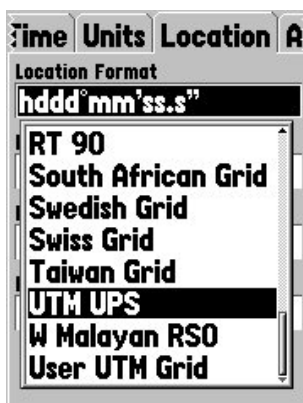 Time Units Location A
Location Format
hddd°mm'ss.s"
RT 90
South African Grid
Swedish Grid
Swiss Grid
Taiwan Grid
UTM UPS
W Malayan RSO
User UTM Grid